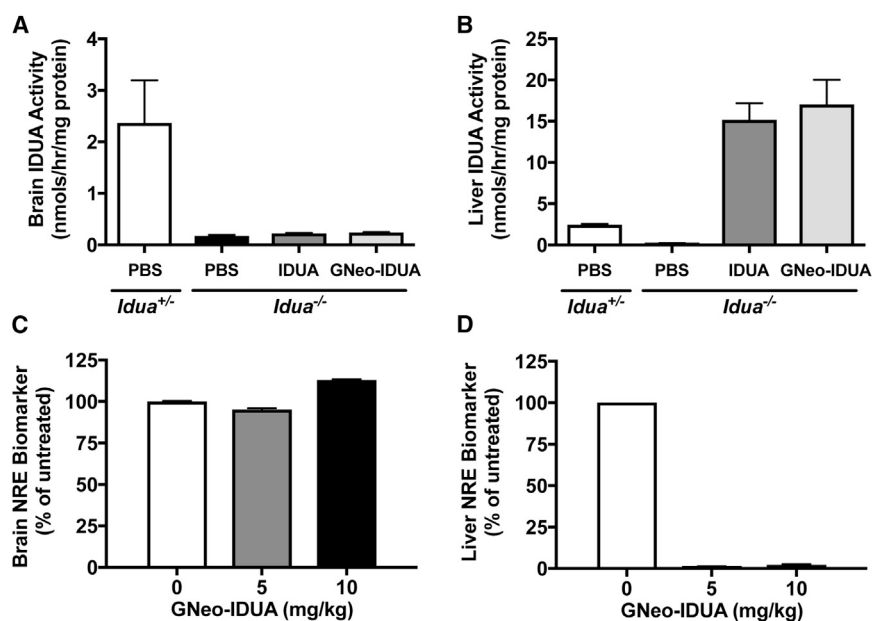 A
Brain IDUA Activity
(nmols/hr/mg protein)
4
3
2
1
0
PBS PBS IDUA GNeo-IDUA
Idua+/- Idua-/-
B
Liver IDUA Activity
(nmols/hr/mg protein)
25
20
15
10
5
0
PBS PBS IDUA GNeo-IDUA
Idua+/- Idua-/-
C
Brain NRE Biomarker
(% of untreated)
125
100
75
50
25
0
0 5 10
GNeo-IDUA (mg/kg)
D
Liver NRE Biomarker
(% of untreated)
125
100
75
50
25
0
0 5 10
GNeo-IDUA (mg/kg)